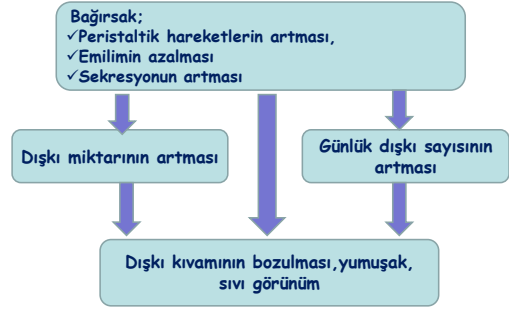 Bağırsak;
✓Peristaltik hareketlerin artması,
✓Emilimin azalması
✓Sekresyonun artması
Dışkı miktarının artması
Günlük dışkı sayısının
artması
Dışkı kıvamının bozulması,yumuşak,
sıvı görünüm